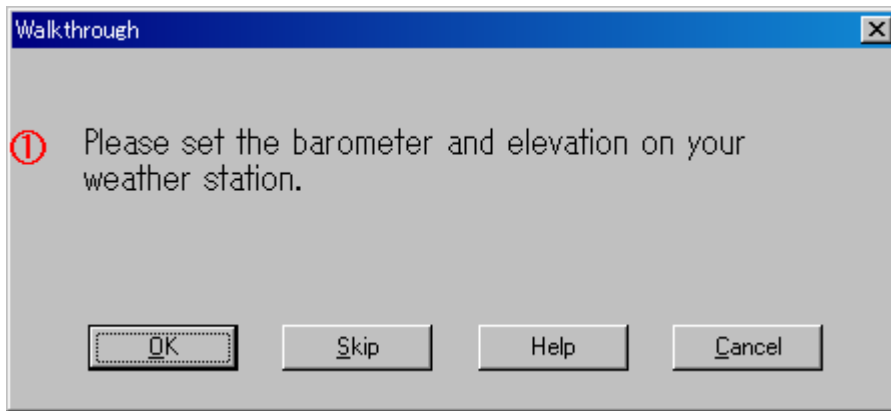 Walkthrough
① Please set the barometer and elevation on your
weather station.
OK Skip Help Cancel